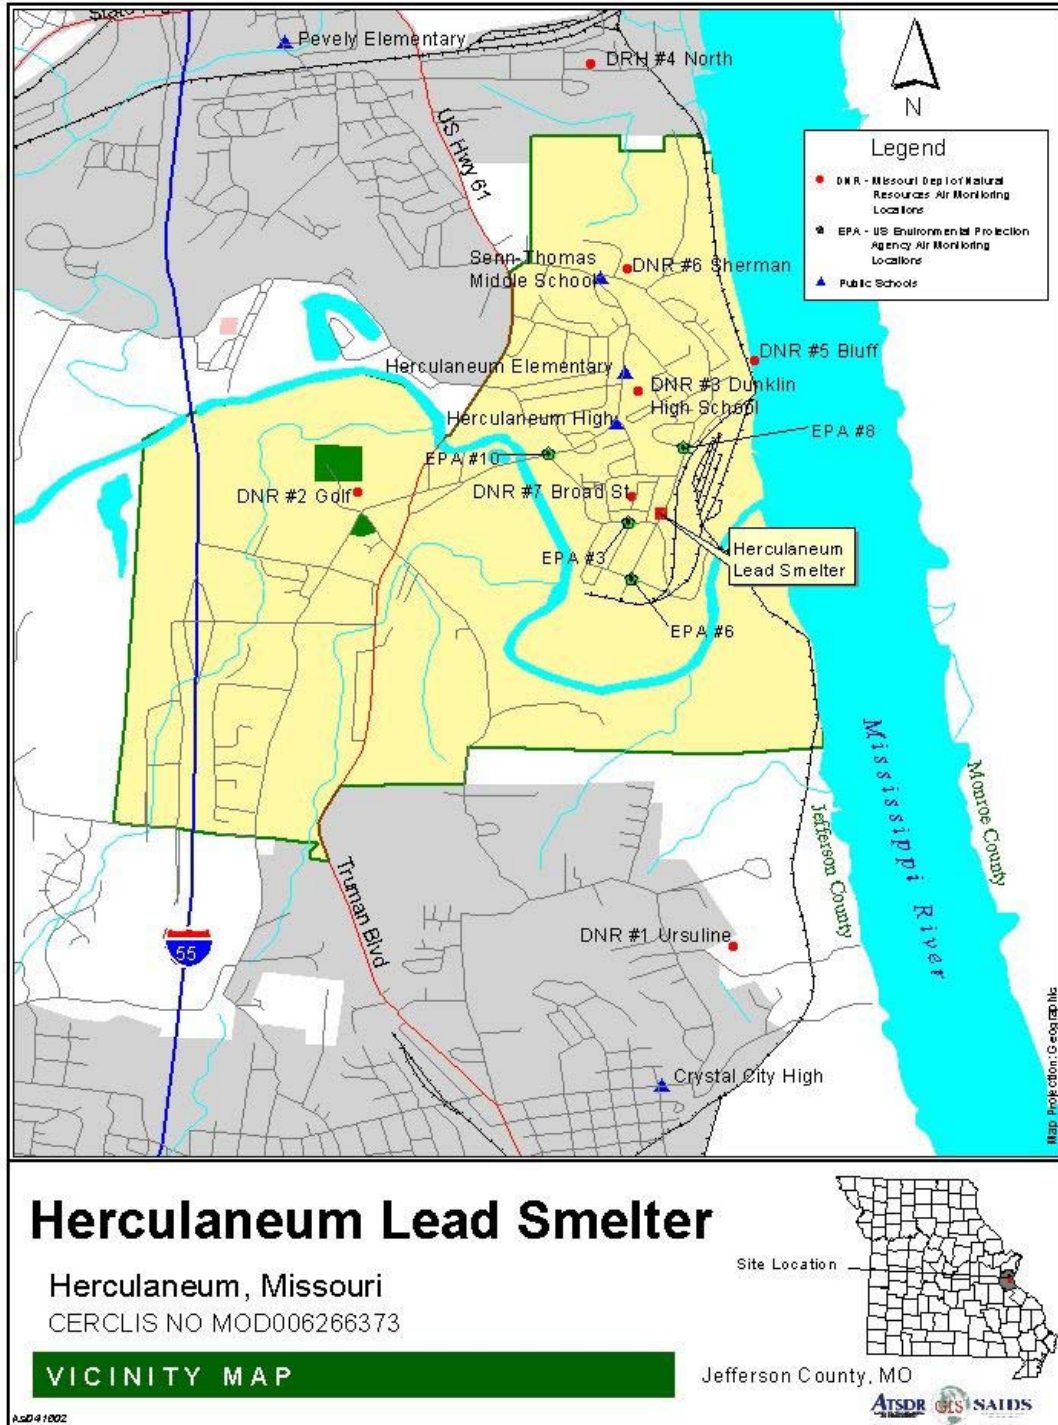 Pevely Elementary
DRH #4 North
US Hwy 61
N
Legend
DNR - Missouri Dep't of Natural
Resources Air Monitoring
Locations
EPA - US Environmental Protection
Agency Air Monitoring
Locations
Public Schools
Senn-Thomas
Middle School
DNR #6 Sherman
DNR #5 Bluff
Herculaneum Elementary
DNR #3 Dunklin
High School
Herculaneum High
EPA #8
EPA #10
DNR #2 Golf
DNR #7 Broad St
EPA #3
Herculaneum
Lead Smelter
EPA #6
Mississippi River
Monroe County
Jefferson County
Truman Blvd
55
DNR #1 Ursuline
Crystal City High
Map Projection: Geographic
Herculaneum Lead Smelter
Herculaneum, Missouri
CERCLIS NO MOD006266373
VICINITY MAP
Site Location
Jefferson County, MO
ATSDR GIS SAIDS